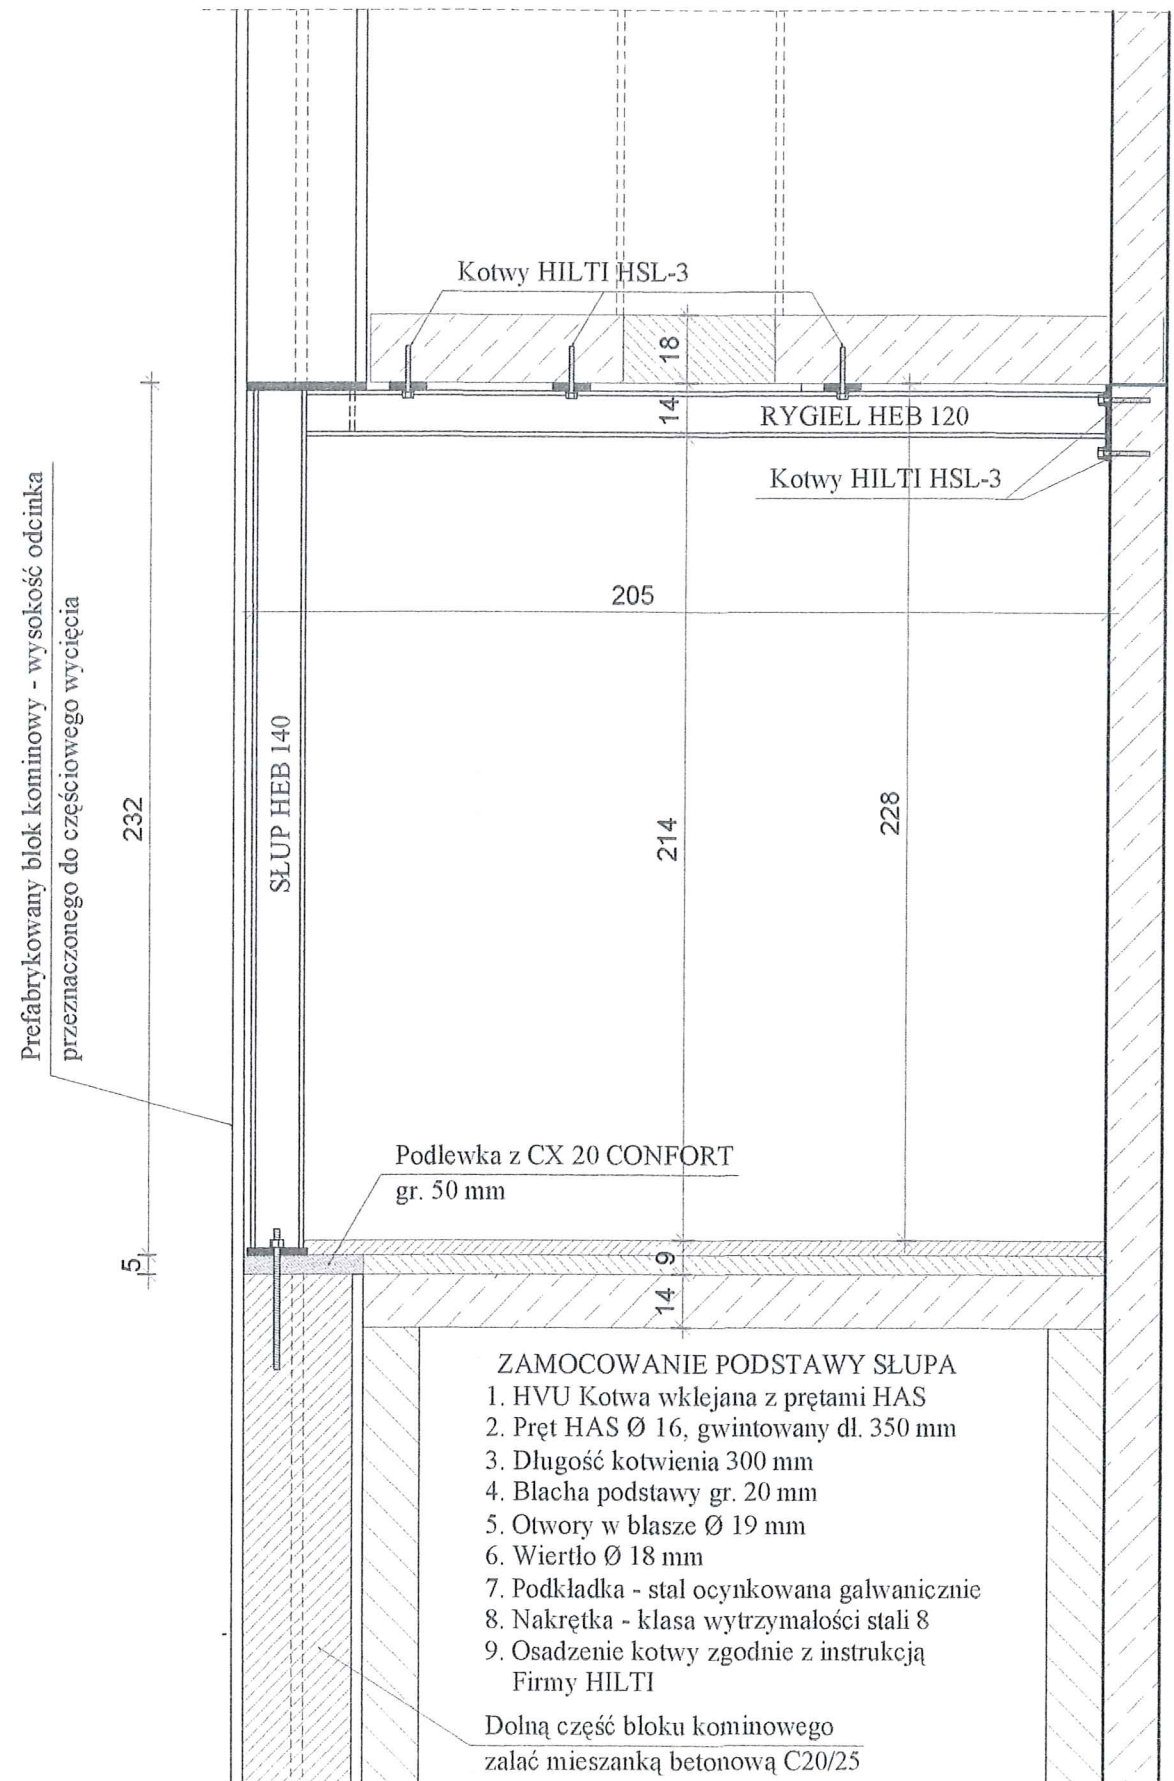 Kotwy HILTI HSL-3
18
14
RYGIEL HEB 120
Kotwy HILTI HSL-3
Prefabrykowany blok kominowy - wysokość odcinka
przeznaczonego do częściowego wycięcia
205
SŁUP HEB 140
232
214
228
Podlewka z CX 20 CONFORT
gr. 50 mm
5
9
14
ZAMOCOWANIE PODSTAWY SŁUPA
1. HVU Kotwa wklejana z prętami HAS
2. Pręt HAS Ø 16, gwintowany dł. 350 mm
3. Długość kotwienia 300 mm
4. Blacha podstawy gr. 20 mm
5. Otwory w blasze Ø 19 mm
6. Wiertło Ø 18 mm
7. Podkładka - stal ocynkowana galwanicznie
8. Nakrętka - klasa wytrzymałości stali 8
9. Osadzenie kotwy zgodnie z instrukcją
Firmy HILTI
Dolną część bloku kominowego
zalać mieszanką betonową C20/25